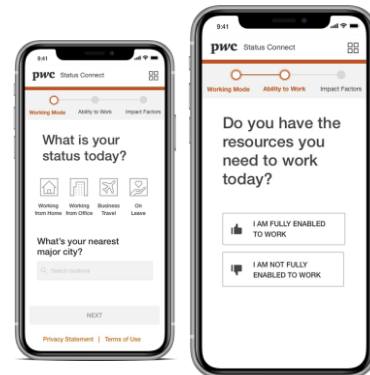 9:41
pwc Status Connect
Working Mode Ability to Work Impact Factors
What is your
status today?
Working Working Business On
from Home from Office Travel Leave
What's your nearest
major city?
Search locations
NEXT
Privacy Statement | Terms of Use
9:41
pwc Status Connect
Working Mode Ability to Work Impact Factors
Do you have the
resources you
need to work
today?
I AM FULLY ENABLED
TO WORK
I AM NOT FULLY
ENABLED TO WORK